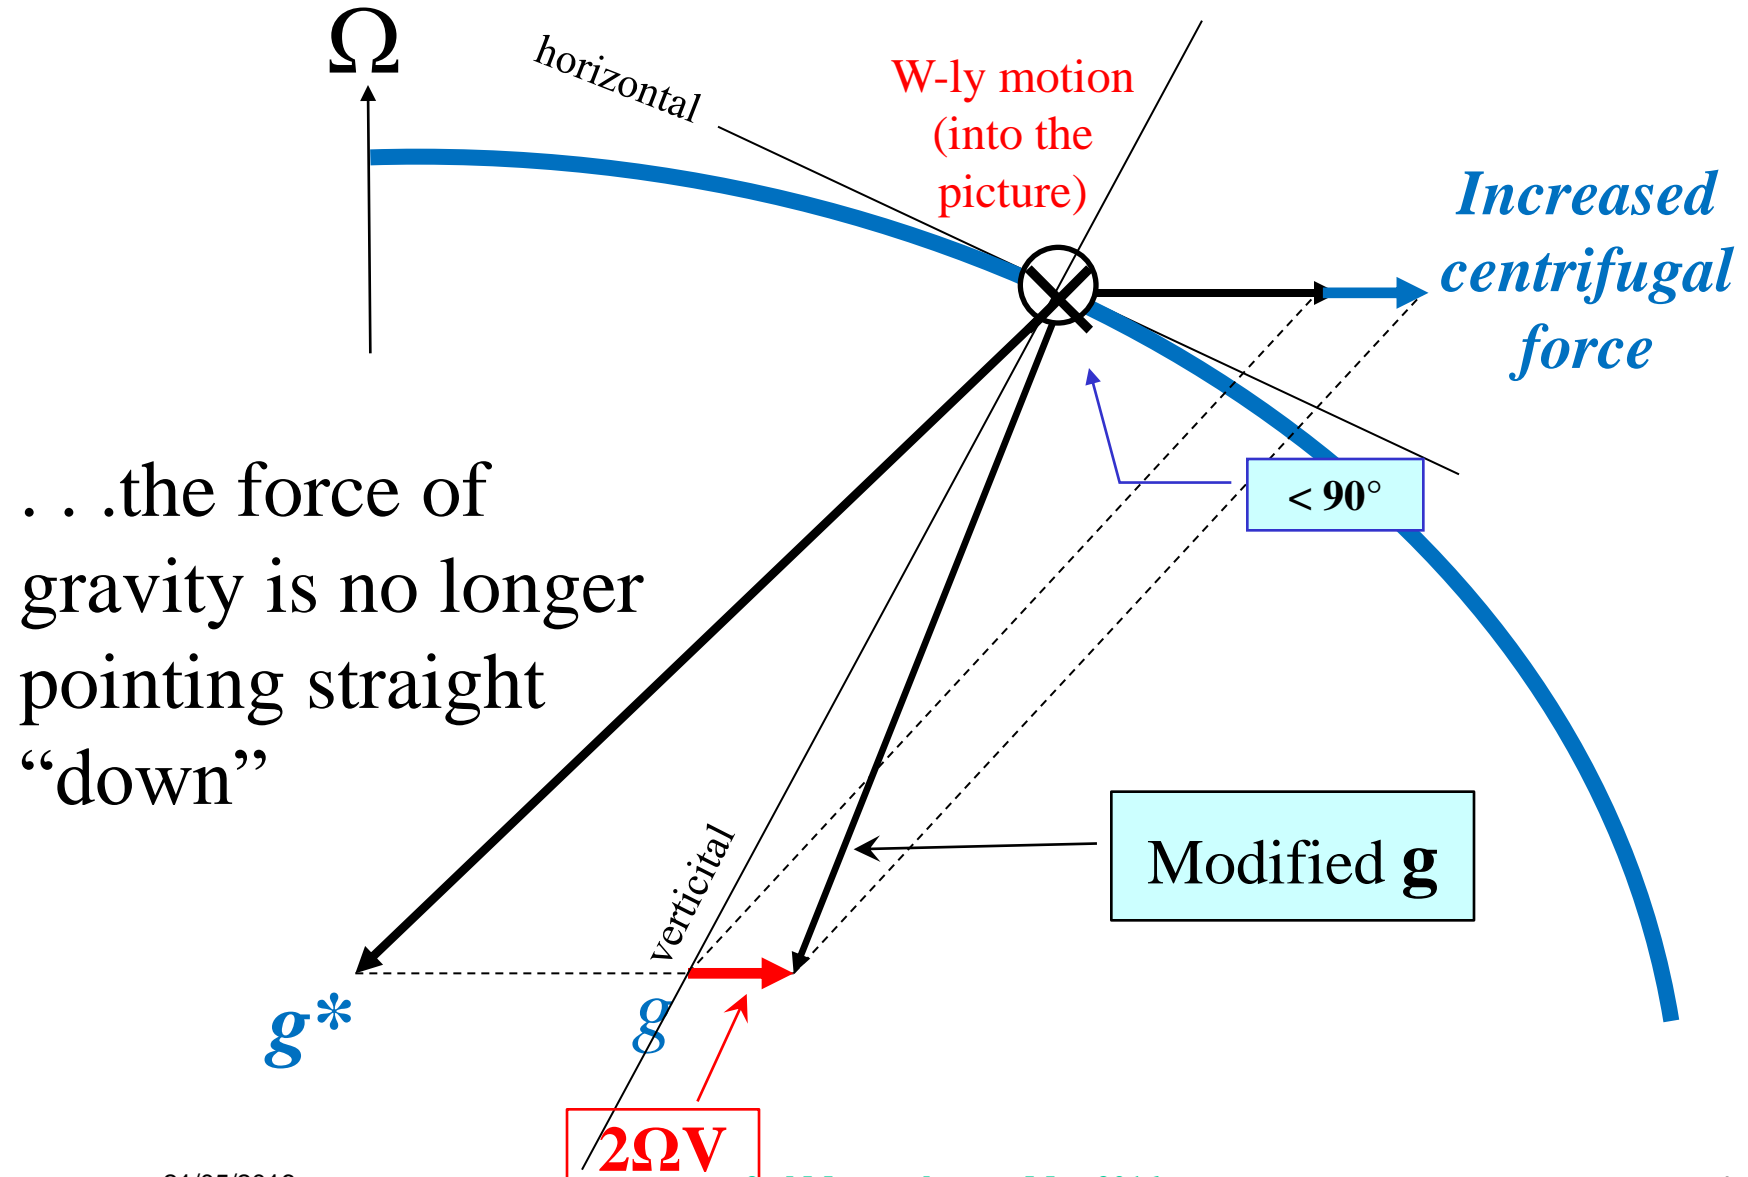 Ω
horizontal
W-ly motion
(into the
picture)
Increased
centrifugal
force
. . .the force of
gravity is no longer
pointing straight
“down”
< 90°
Modified g
verticital
g*
g
2ΩV